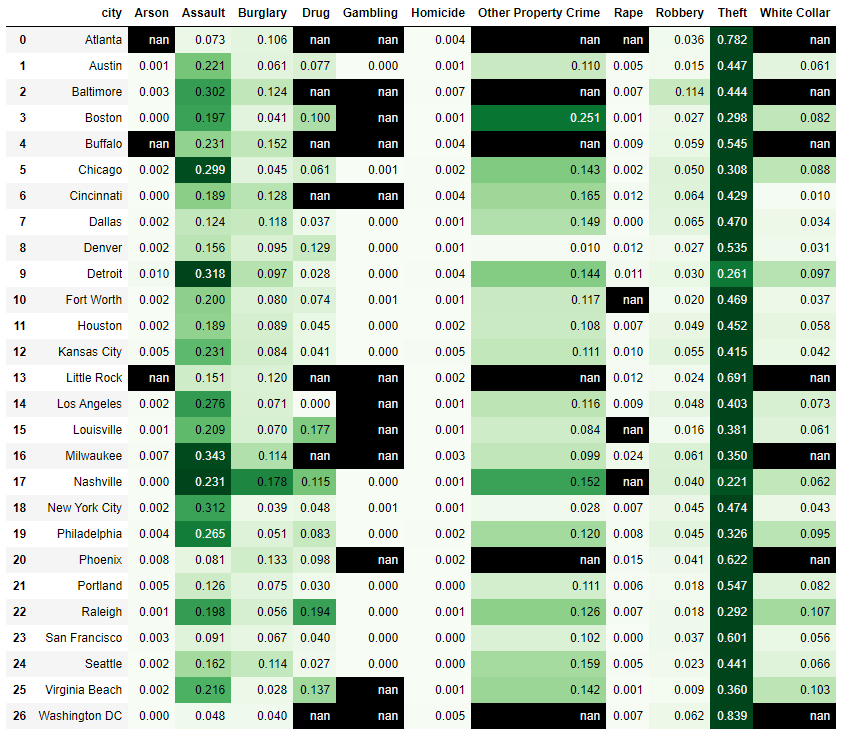 city Arson Assault Burglary Drug Gambling Homicide Other Property Crime Rape Robbery Theft White Collar
0 Atlanta nan 0.073 0.106 nan nan 0.004 nan nan 0.036 0.782 nan
1 Austin 0.001 0.221 0.061 0.077 0.000 0.001 0.110 0.005 0.015 0.447 0.061
2 Baltimore 0.003 0.302 0.124 nan nan 0.007 nan 0.007 0.114 0.444 nan
3 Boston 0.000 0.197 0.041 0.100 nan 0.001 0.251 0.001 0.027 0.298 0.082
4 Buffalo nan 0.231 0.152 nan nan 0.004 nan 0.009 0.059 0.545 nan
5 Chicago 0.002 0.299 0.045 0.061 0.001 0.002 0.143 0.002 0.050 0.308 0.088
6 Cincinnati 0.000 0.189 0.128 nan nan 0.004 0.165 0.012 0.064 0.429 0.010
7 Dallas 0.002 0.124 0.118 0.037 0.000 0.001 0.149 0.000 0.065 0.470 0.034
8 Denver 0.002 0.156 0.095 0.129 0.000 0.001 0.010 0.012 0.027 0.535 0.031
9 Detroit 0.010 0.318 0.097 0.028 0.000 0.004 0.144 0.011 0.030 0.261 0.097
10 Fort Worth 0.002 0.200 0.080 0.074 0.001 0.001 0.117 nan 0.020 0.469 0.037
11 Houston 0.002 0.189 0.089 0.045 0.000 0.002 0.108 0.007 0.049 0.452 0.058
12 Kansas City 0.005 0.231 0.084 0.041 0.000 0.005 0.111 0.010 0.055 0.415 0.042
13 Little Rock nan 0.151 0.120 nan nan 0.002 nan 0.012 0.024 0.691 nan
14 Los Angeles 0.002 0.276 0.071 0.000 nan 0.001 0.116 0.009 0.048 0.403 0.073
15 Louisville 0.001 0.209 0.070 0.177 nan 0.001 0.084 nan 0.016 0.381 0.061
16 Milwaukee 0.007 0.343 0.114 nan nan 0.003 0.099 0.024 0.061 0.350 nan
17 Nashville 0.000 0.231 0.178 0.115 0.000 0.001 0.152 nan 0.040 0.221 0.062
18 New York City 0.002 0.312 0.039 0.048 0.001 0.001 0.028 0.007 0.045 0.474 0.043
19 Philadelphia 0.004 0.265 0.051 0.083 0.000 0.002 0.120 0.008 0.045 0.326 0.095
20 Phoenix 0.008 0.081 0.133 0.098 nan 0.002 nan 0.015 0.041 0.622 nan
21 Portland 0.005 0.126 0.075 0.030 0.000 0.000 0.111 0.006 0.018 0.547 0.082
22 Raleigh 0.001 0.198 0.056 0.194 0.000 0.001 0.126 0.007 0.018 0.292 0.107
23 San Francisco 0.003 0.091 0.067 0.040 0.000 0.000 0.102 0.000 0.037 0.601 0.056
24 Seattle 0.002 0.162 0.114 0.027 0.000 0.000 0.159 0.005 0.023 0.441 0.066
25 Virginia Beach 0.002 0.216 0.028 0.137 nan 0.001 0.142 0.001 0.009 0.360 0.103
26 Washington DC 0.000 0.048 0.040 nan nan 0.005 nan 0.007 0.062 0.839 nan